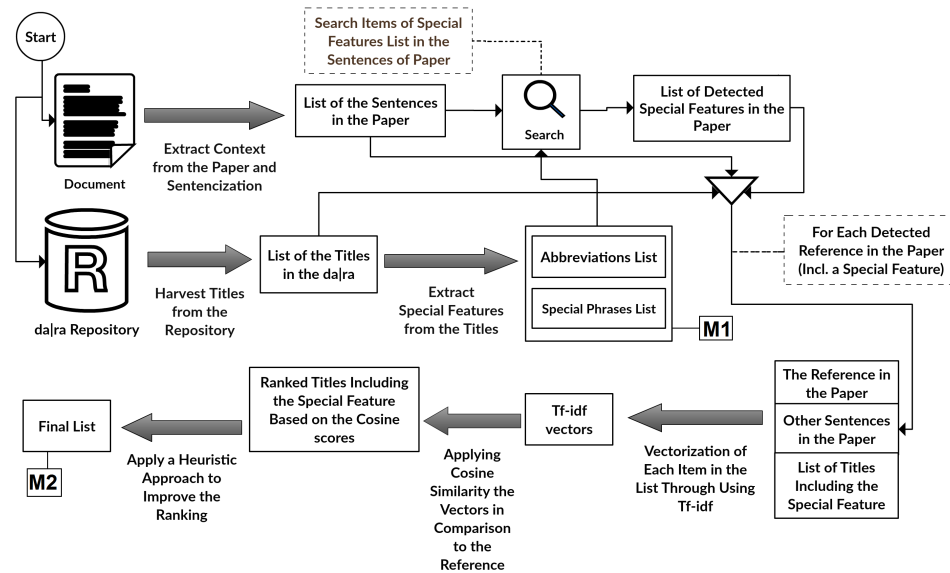 Start
Search Items of Special
Features List in the
Sentences of Paper
Document
Extract Context
from the Paper and
Sentencization
List of the Sentences
in the Paper
Search
List of Detected
Special Features in the
Paper
R
da|ra Repository
Harvest Titles
from the
Repository
List of the Titles
in the da|ra
Extract
Special Features
from the Titles
Abbreviations List
Special Phrases List
M1
For Each Detected
Reference in the Paper
(Incl. a Special Feature)
The Reference in
the Paper
Other Sentences
in the Paper
List of Titles
Including the
Special Feature
Vectorization of
Each Item in the
List Through Using
Tf-idf
Tf-idf
vectors
Applying
Cosine
Similarity the
Vectors in
Comparison
to the
Reference
Ranked Titles Including
the Special Feature
Based on the Cosine
scores
Apply a Heuristic
Approach to
Improve the
Ranking
Final List
M2